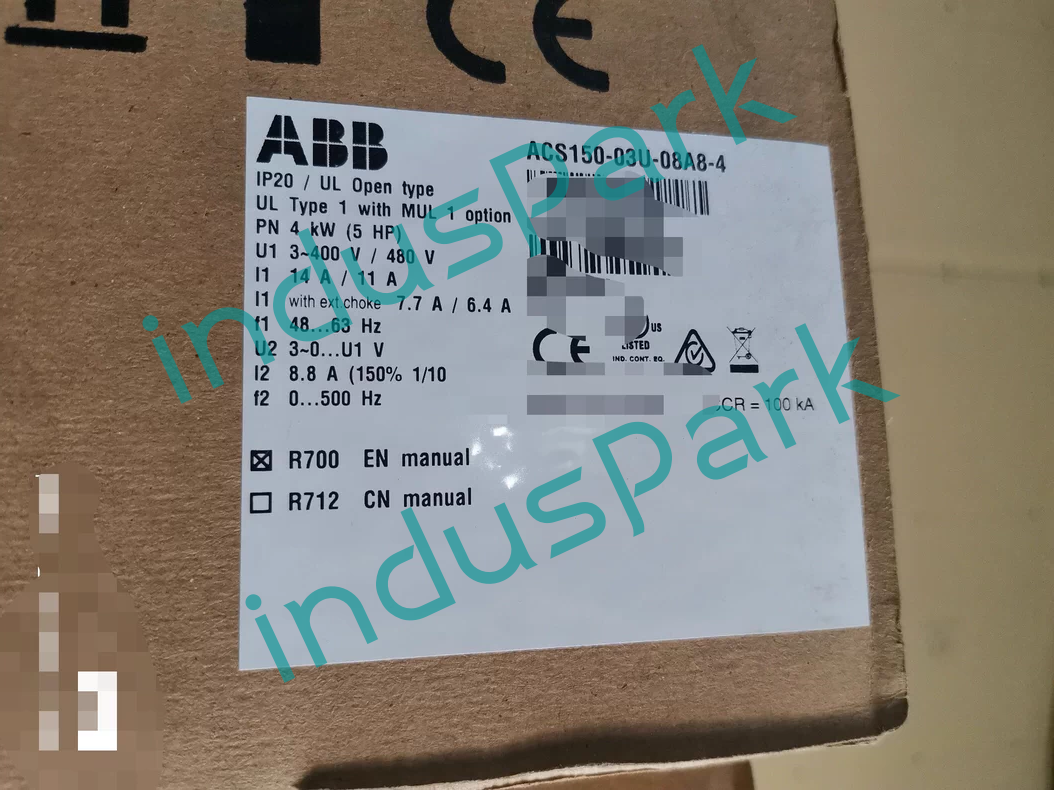 ABB
ACS150-03U-08A8-4
IP20 / UL Open type
UL Type 1 with MUL 1 option
PN 4 kW (5 HP)
U1 3~400 V / 480 V
I1 14 A / 11 A
I1 with ext choke 7.7 A / 6.4 A
f1 48...63 Hz
U2 3~0...U1 V
I2 8.8 A (150% 1/10
f2 0...500 Hz
CE
US
LISTED
IND. CONT. EQ.
CR = 100 kA
R700 EN manual
R712 CN manual
CE
indusPark
indusPark